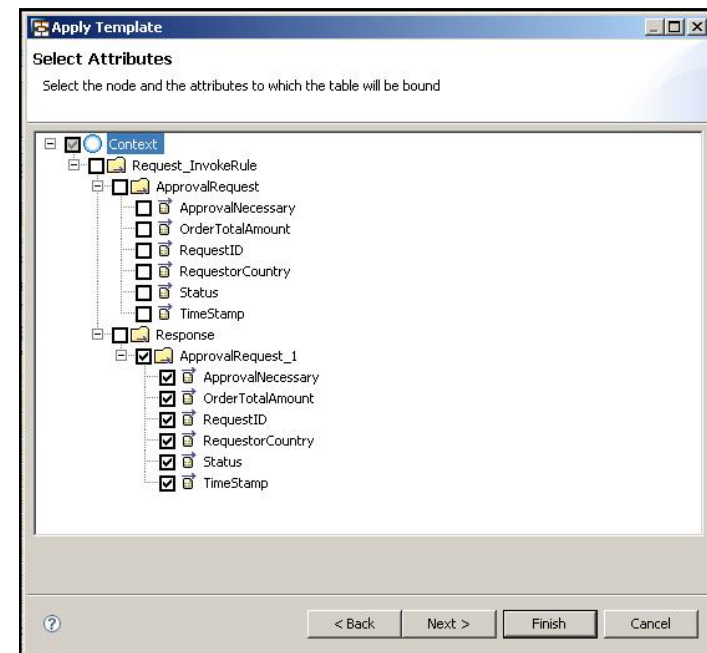 Apply Template
Select Attributes
Select the node and the attributes to which the table will be bound
Context
Request_InvokeRule
ApprovalRequest
ApprovalNecessary
OrderTotalAmount
RequestID
RequestorCountry
Status
TimeStamp
Response
ApprovalRequest_1
ApprovalNecessary
OrderTotalAmount
RequestID
RequestorCountry
Status
TimeStamp
? < Back Next > Finish Cancel